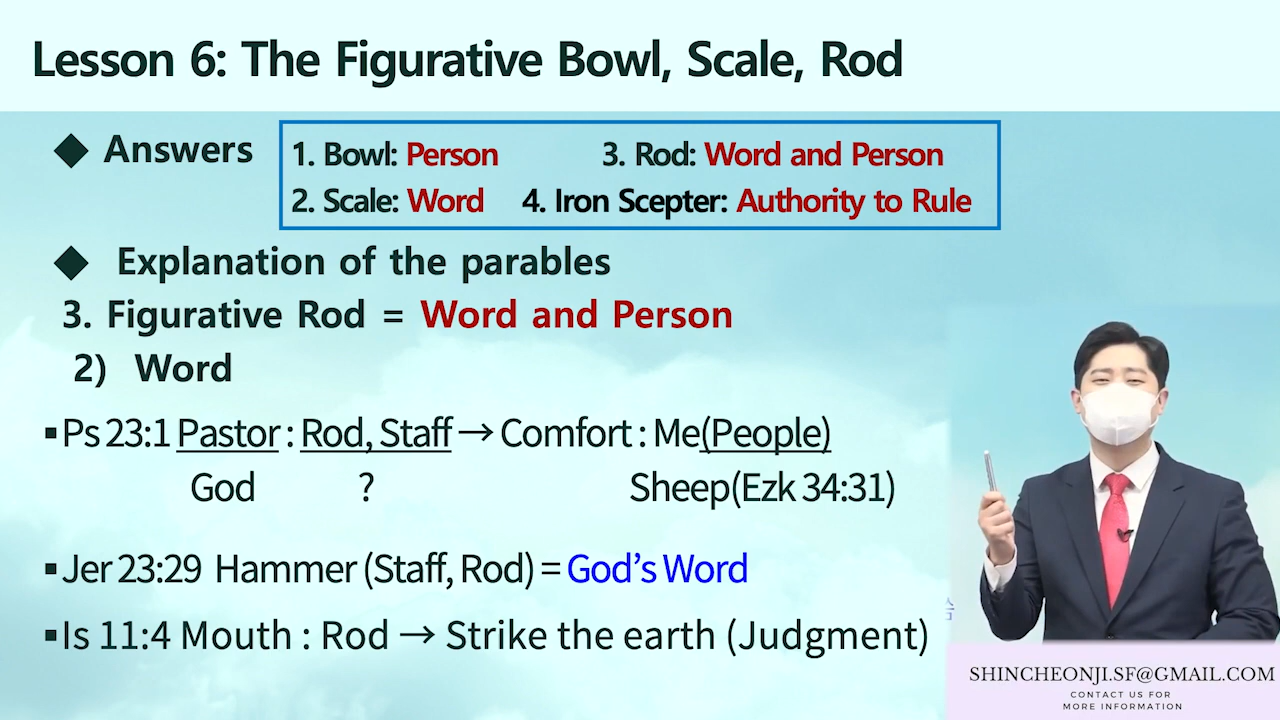 Lesson 6: The Figurative Bowl, Scale, Rod
◆ Answers
1. Bowl: Person 3. Rod: Word and Person
2. Scale: Word 4. Iron Scepter: Authority to Rule
◆ Explanation of the parables
3. Figurative Rod = Word and Person
2) Word
▪Ps 23:1 Pastor : Rod, Staff → Comfort : Me(People)
God ? Sheep(Ezk 34:31)
▪Jer 23:29 Hammer (Staff, Rod) = God’s Word
▪Is 11:4 Mouth : Rod → Strike the earth (Judgment)
SHINCHEONJI.SF@GMAIL.COM
CONTACT US FOR
MORE INFORMATION